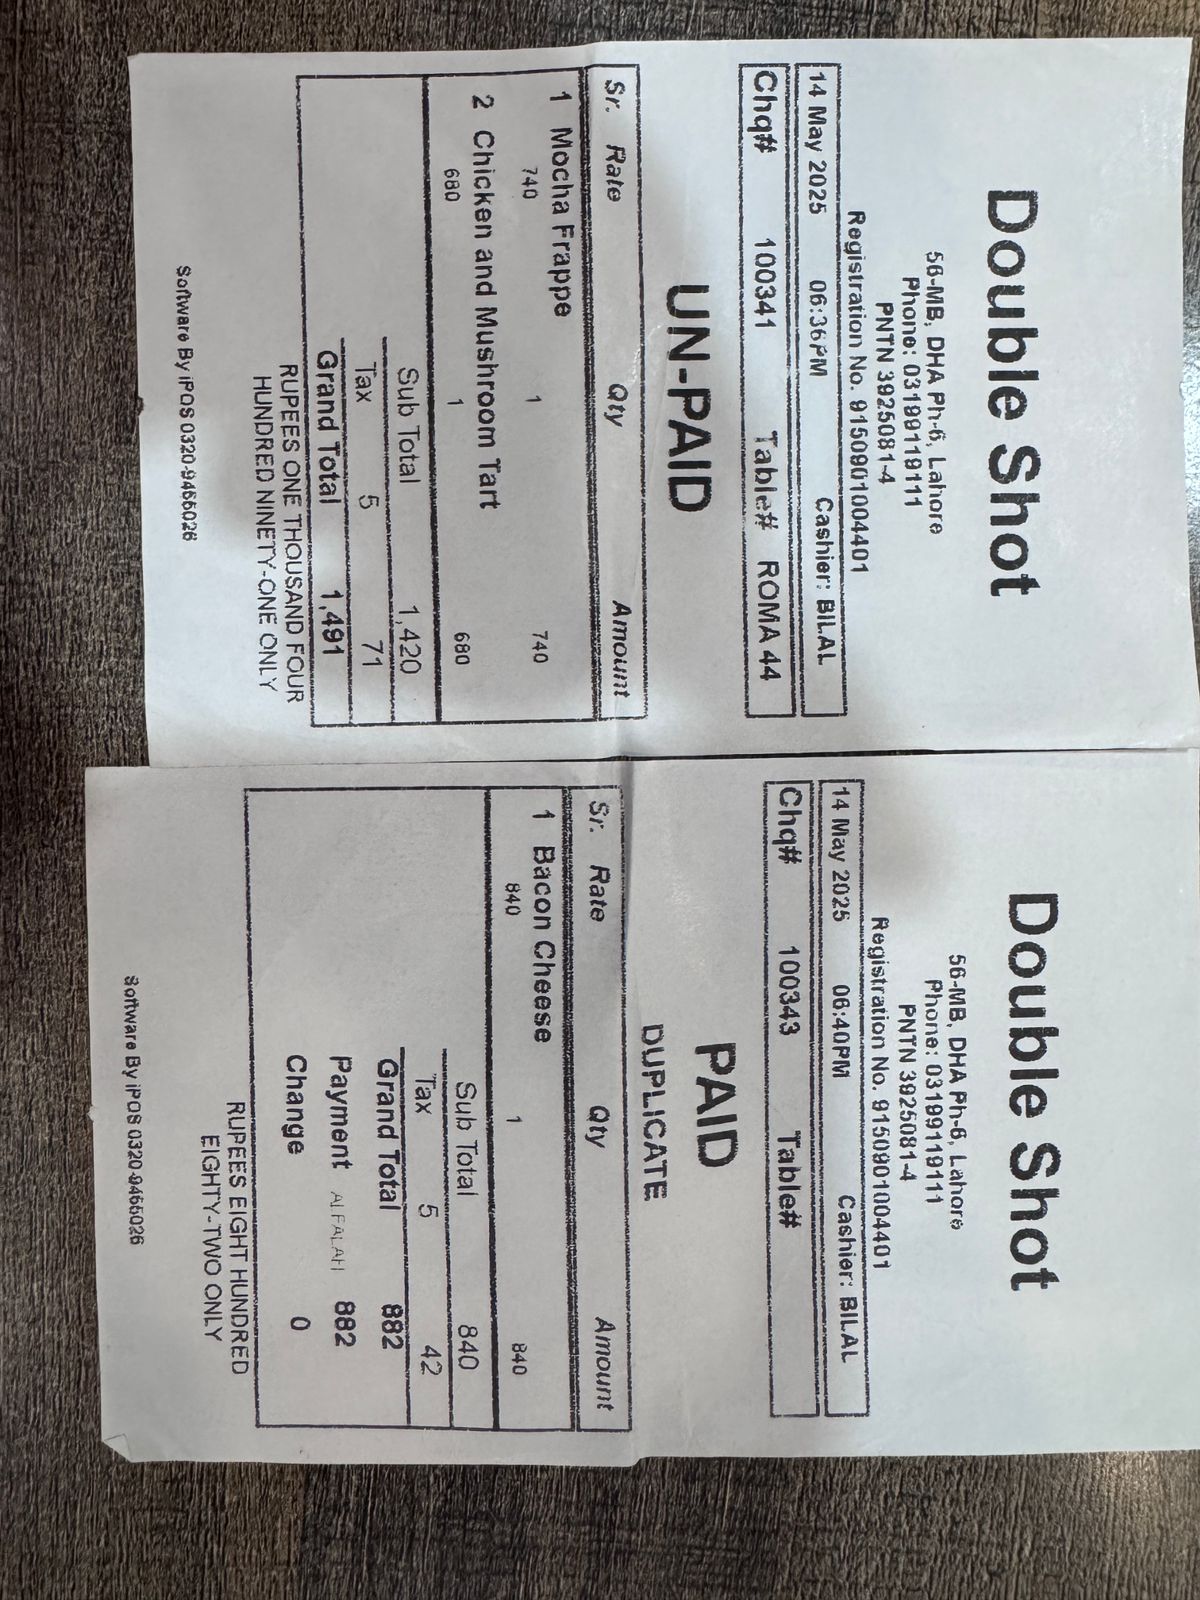 Double Shot
56-MB, DHA Ph-6, Lahore
Phone: 03199119111
PNTN 3925081-4
Registration No. 9150901004401
14 May 2025 06:36PM Cashier: BILAL
Chq# 100341 Table# ROMA 44
UN-PAID
Sr. Rate Qty Amount
1 Mocha Frappe
740 1 740
2 Chicken and Mushroom Tart
680 1 680
Sub Total 1,420
Tax 5 71
Grand Total 1,491
RUPEES ONE THOUSAND FOUR
HUNDRED NINETY-ONE ONLY
Software By iPOS 0320-9466026
Double Shot
56-MB, DHA Ph-6, Lahore
Phone: 03199119111
PNTN 3925081-4
Registration No. 9150901004401
14 May 2025 06:40PM Cashier: BILAL
Chq# 100343 Table#
PAID
DUPLICATE
Sr. Rate Qty Amount
1 Bacon Cheese
840 1 840
Sub Total 840
Tax 5 42
Grand Total 882
Payment ALFALAH 882
Change 0
RUPEES EIGHT HUNDRED
EIGHTY-TWO ONLY
Software By iPOS 0320-9466026